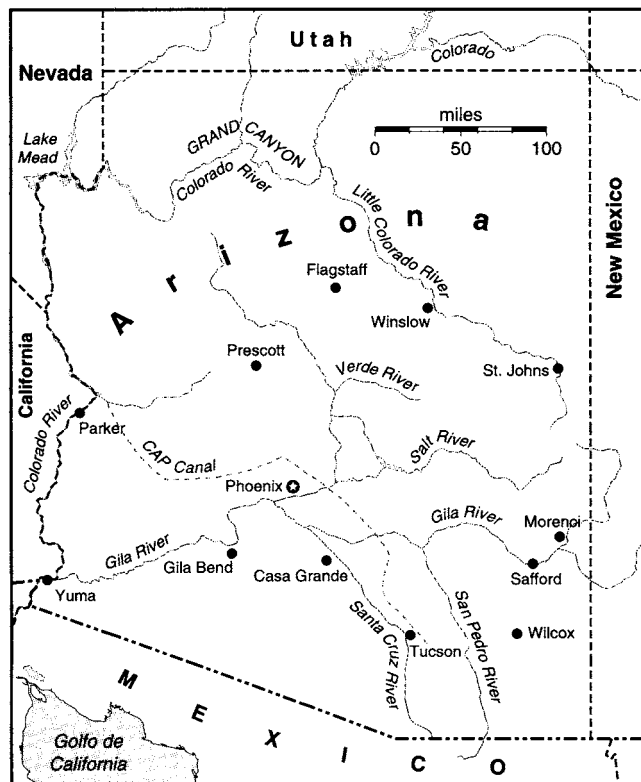 Utah
Colorado
Nevada
miles
0 50 100
Lake
Mead
GRAND CANYON
Colorado River
Little Colorado River
New Mexico
Arizona
Flagstaff
Winslow
California
Prescott
Verde River
St. Johns
Colorado River
Parker
CAP Canal
Salt River
Phoenix
Gila River
Morenci
Gila River
Gila Bend
Casa Grande
Safford
Yuma
Santa Cruz River
San Pedro River
Wilcox
Tucson
MEXICO
Golfo de
California